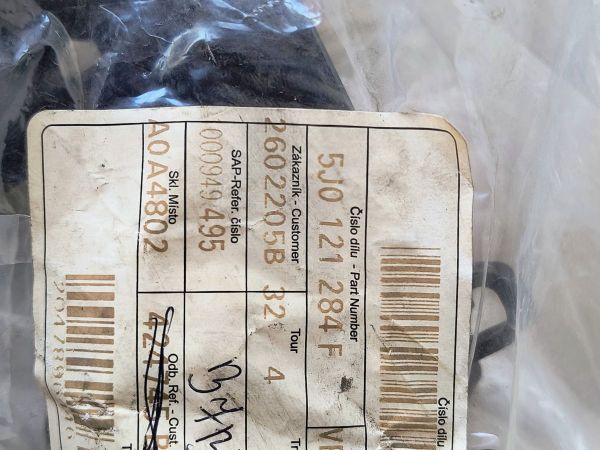 Číslo dílu
Číslo dílu - Part Number
5J0 121 284 F
Zákazník - Customer Tour
2602205B 32 4
SAP-Refer. číslo
000949495
Skl. Místo Odb. Ref. - Cust.
A0A4802